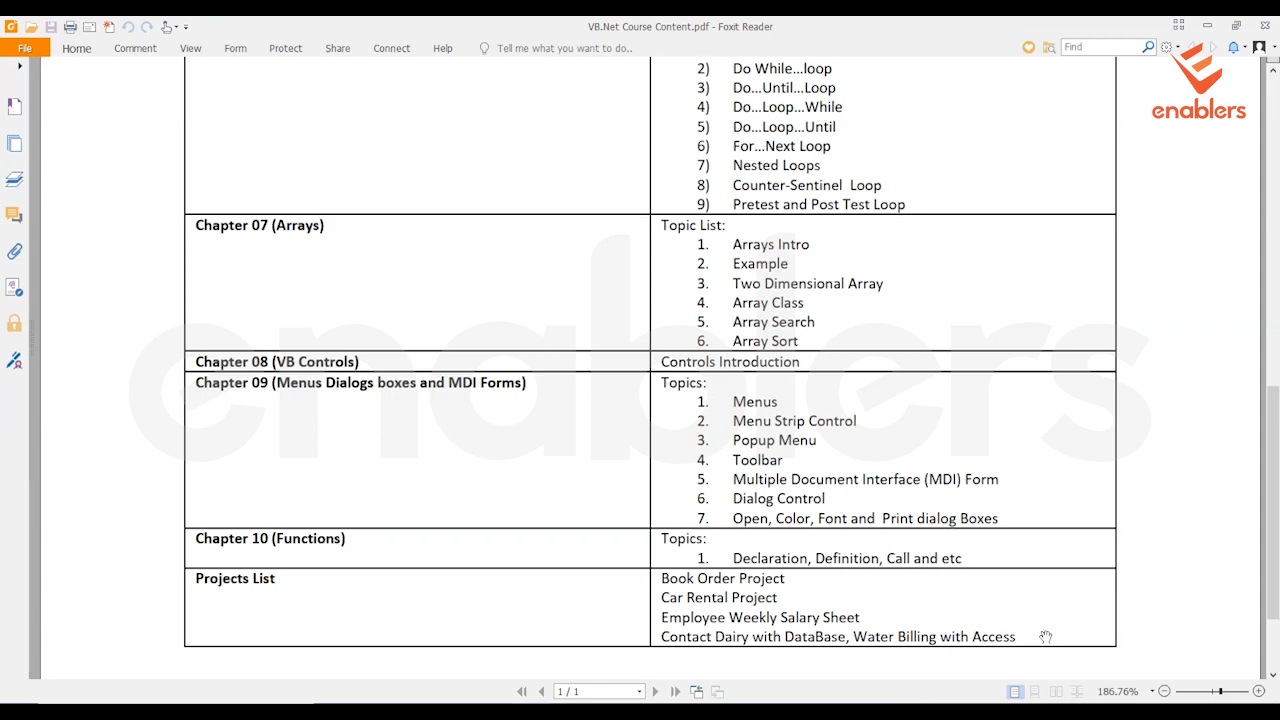 VB.Net Course Content.pdf - Foxit Reader
File Home Comment View Form Protect Share Connect Help Tell me what you want to do.. Find
enablers
2) Do While...loop
3) Do...Until...Loop
4) Do...Loop...While
5) Do...Loop...Until
6) For...Next Loop
7) Nested Loops
8) Counter-Sentinel Loop
9) Pretest and Post Test Loop
Chapter 07 (Arrays) Topic List:
1. Arrays Intro
2. Example
3. Two Dimensional Array
4. Array Class
5. Array Search
6. Array Sort
Chapter 08 (VB Controls) Controls Introduction
Chapter 09 (Menus Dialogs boxes and MDI Forms) Topics:
1. Menus
2. Menu Strip Control
3. Popup Menu
4. Toolbar
5. Multiple Document Interface (MDI) Form
6. Dialog Control
7. Open, Color, Font and Print dialog Boxes
enablers
Chapter 10 (Functions) Topics:
1. Declaration, Definition, Call and etc
Projects List Book Order Project
Car Rental Project
Employee Weekly Salary Sheet
Contact Dairy with DataBase, Water Billing with Access
1 / 1 186.76%